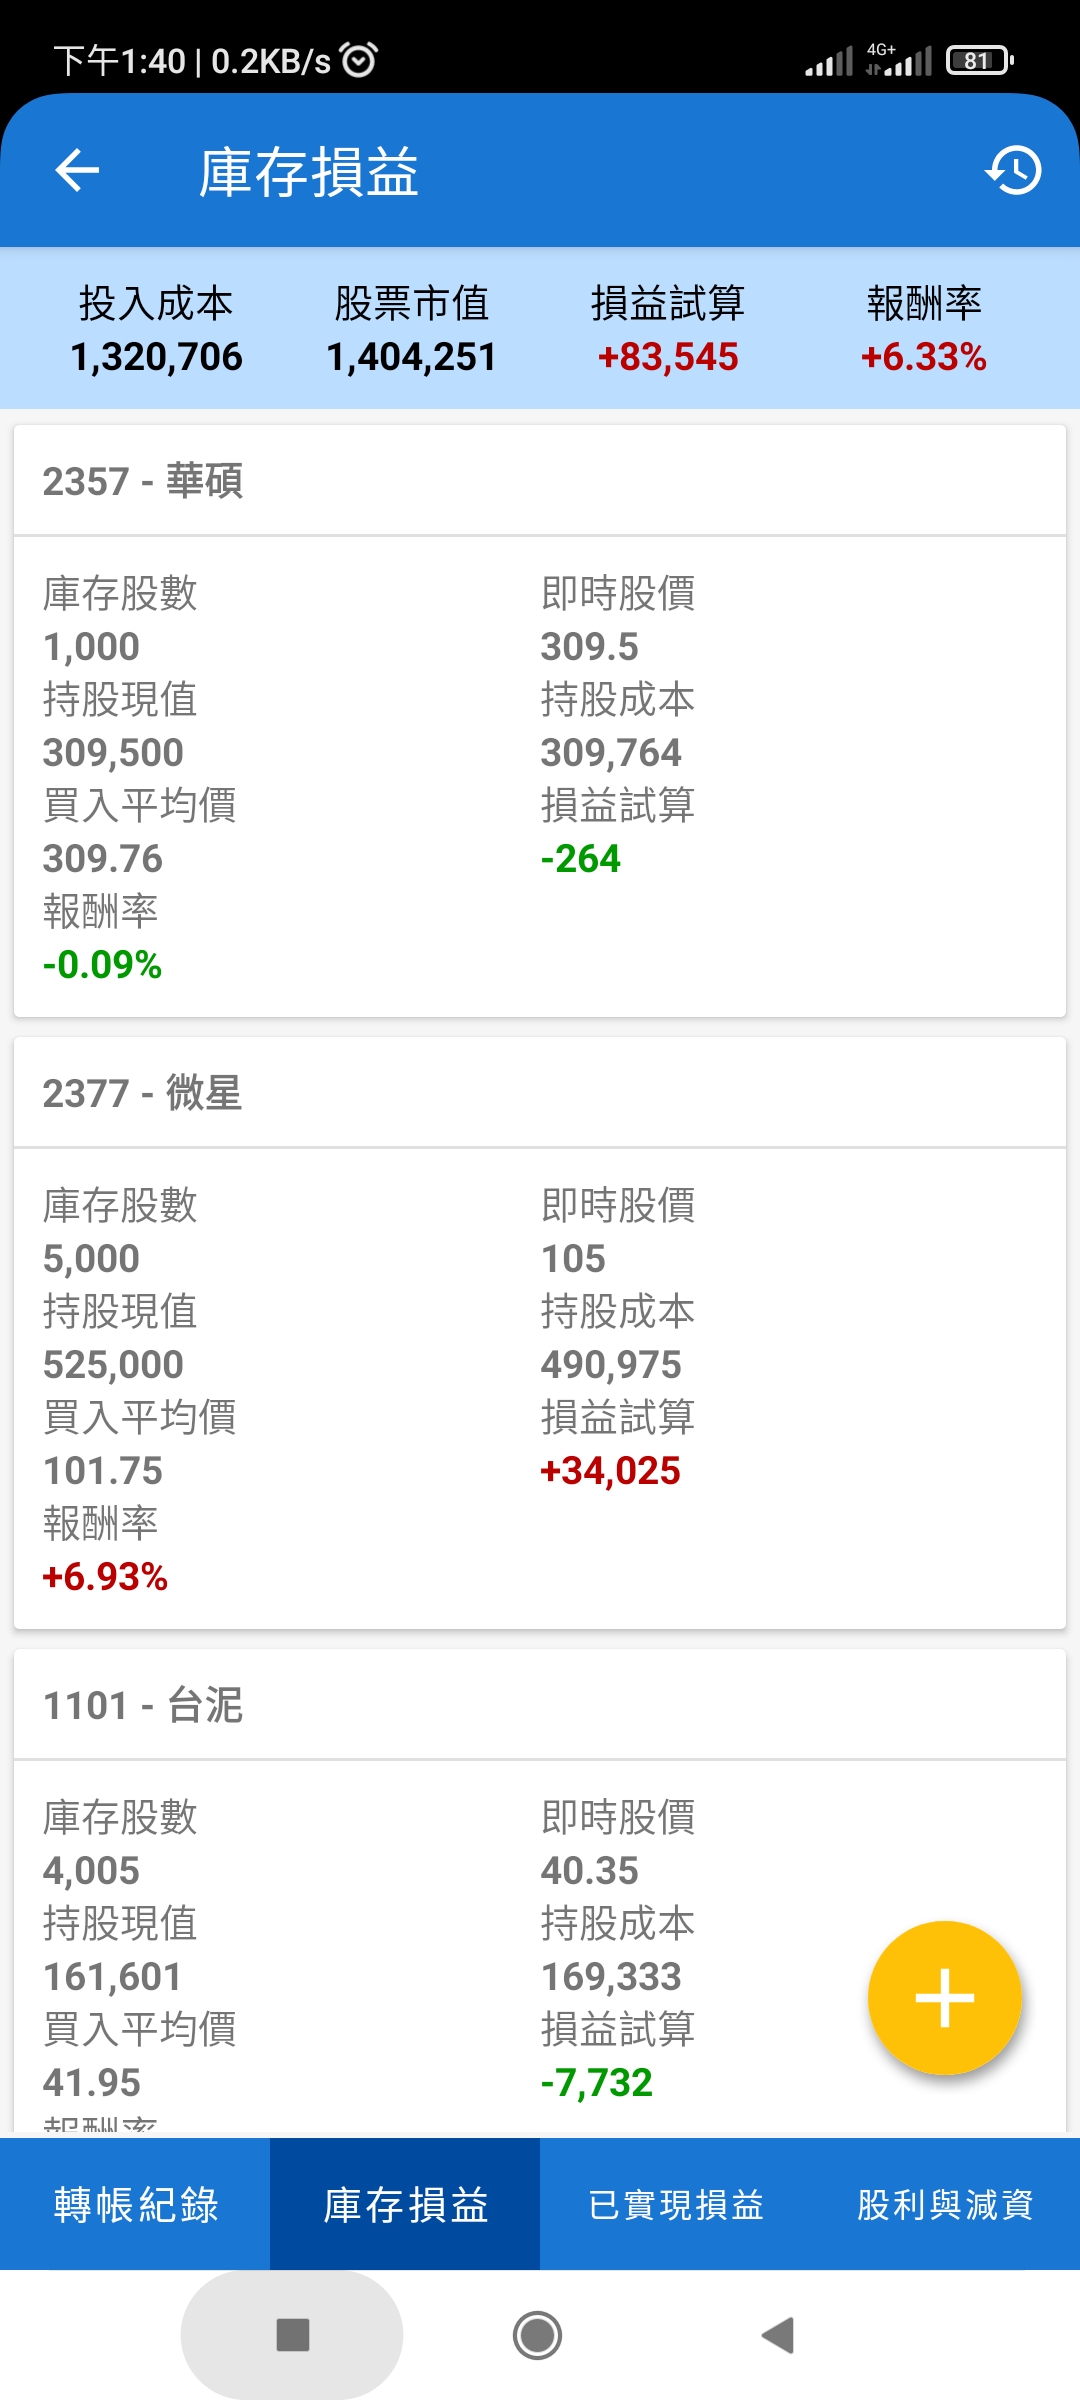 下午1:40 | 0.2KB/s
4G+
81
庫存損益
投入成本 股票市值 損益試算 報酬率
1,320,706 1,404,251 +83,545 +6.33%
2357 - 華碩
庫存股數 即時股價
1,000 309.5
持股現值 持股成本
309,500 309,764
買入平均價 損益試算
309.76 -264
報酬率
-0.09%
2377 - 微星
庫存股數 即時股價
5,000 105
持股現值 持股成本
525,000 490,975
買入平均價 損益試算
101.75 +34,025
報酬率
+6.93%
1101 - 台泥
庫存股數 即時股價
4,005 40.35
持股現值 持股成本
161,601 169,333
買入平均價 損益試算
41.95 -7,732
報酬率
轉帳紀錄 庫存損益 已實現損益 股利與減資